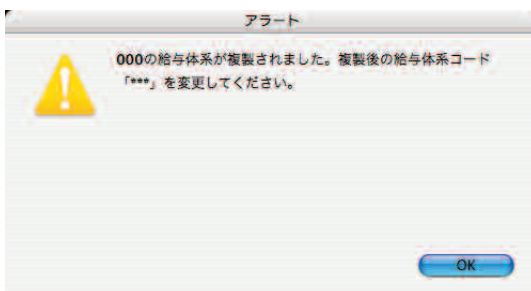 アラート
000の給与体系が複製されました。複製後の給与体系コード
「***」を変更してください。
OK